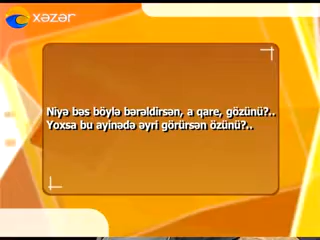 xəzər
Niyə bəs böylə bərəldirsən, a qare, gözünü?..
Yoxsa bu ayinədə əyri görürsən özünü?..